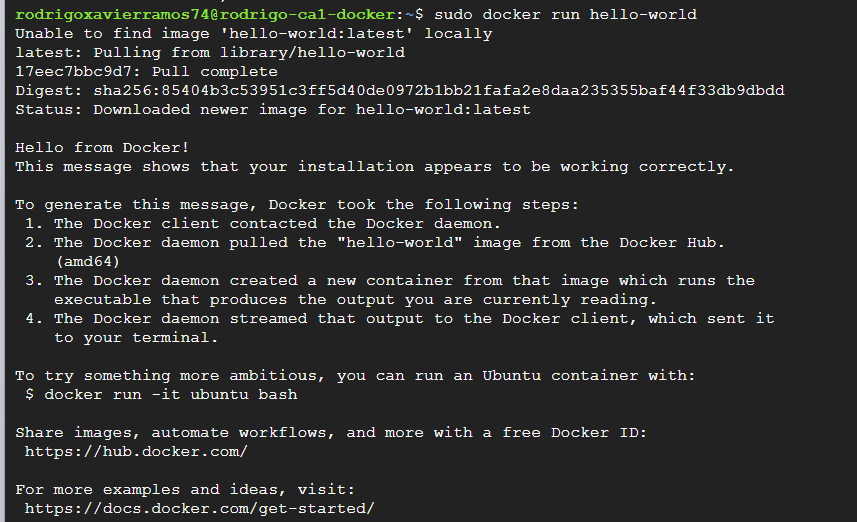 rodrigoxavierramos74@rodrigo-ca1-docker:~$ sudo docker run hello-world
Unable to find image 'hello-world:latest' locally
latest: Pulling from library/hello-world
17eec7bbc9d7: Pull complete
Digest: sha256:85404b3c53951c3ff5d40de0972b1bb21fafa2e8daa235355baf44f33db9dbdd
Status: Downloaded newer image for hello-world:latest

Hello from Docker!
This message shows that your installation appears to be working correctly.

To generate this message, Docker took the following steps:
 1. The Docker client contacted the Docker daemon.
 2. The Docker daemon pulled the "hello-world" image from the Docker Hub.
    (amd64)
 3. The Docker daemon created a new container from that image which runs the
    executable that produces the output you are currently reading.
 4. The Docker daemon streamed that output to the Docker client, which sent it
    to your terminal.

To try something more ambitious, you can run an Ubuntu container with:
 $ docker run -it ubuntu bash

Share images, automate workflows, and more with a free Docker ID:
 https://hub.docker.com/

For more examples and ideas, visit:
 https://docs.docker.com/get-started/